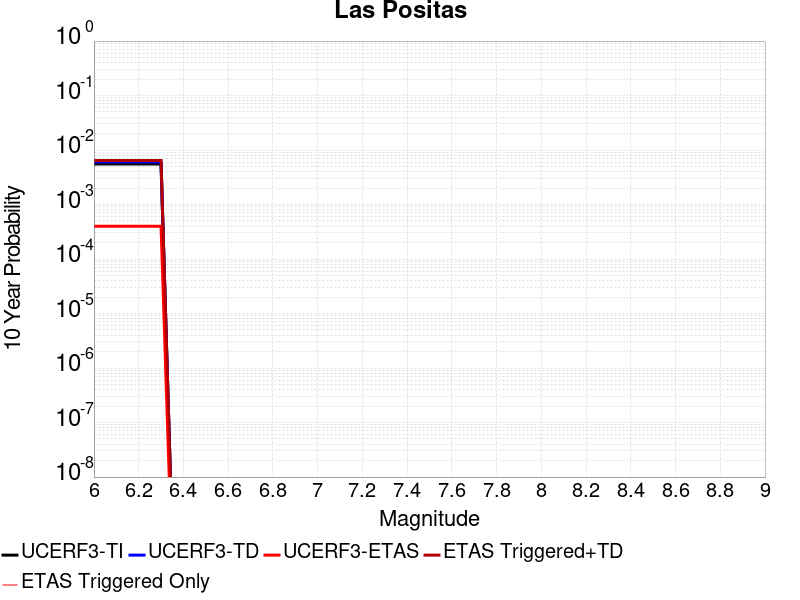 Las Positas
10^0
10^-1
10^-2
10^-3
10^-4
10^-5
10^-6
10^-7
10^-8
10 Year Probability
6 6.2 6.4 6.6 6.8 7 7.2 7.4 7.6 7.8 8 8.2 8.4 8.6 8.8 9
Magnitude
UCERF3-TI UCERF3-TD UCERF3-ETAS ETAS Triggered+TD
ETAS Triggered Only